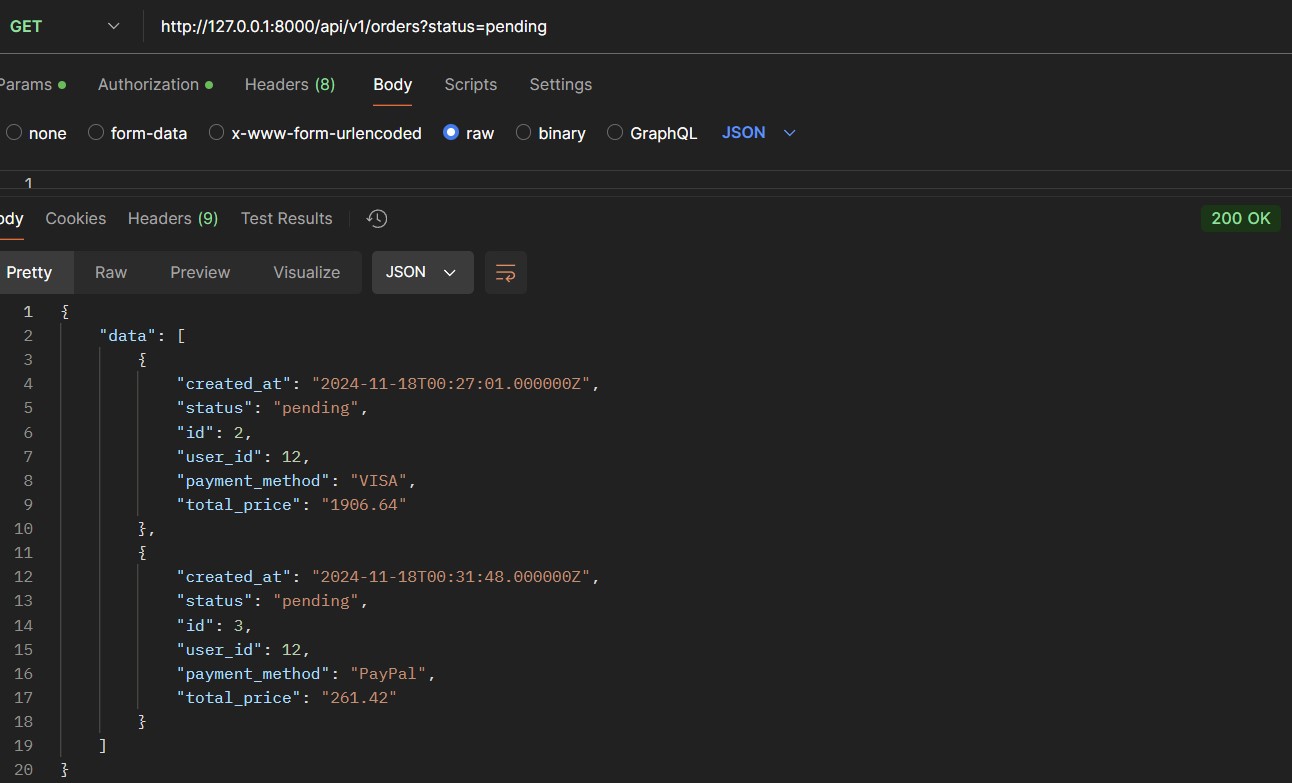 GET http://127.0.0.1:8000/api/v1/orders?status=pending
Params Authorization Headers (8) Body Scripts Settings
none form-data x-www-form-urlencoded raw binary GraphQL JSON
1
ody Cookies Headers (9) Test Results 200 OK
Pretty Raw Preview Visualize JSON
1 {
2 "data": [
3 {
4 "created_at": "2024-11-18T00:27:01.000000Z",
5 "status": "pending",
6 "id": 2,
7 "user_id": 12,
8 "payment_method": "VISA",
9 "total_price": "1906.64"
10 },
11 {
12 "created_at": "2024-11-18T00:31:48.000000Z",
13 "status": "pending",
14 "id": 3,
15 "user_id": 12,
16 "payment_method": "PayPal",
17 "total_price": "261.42"
18 }
19 ]
20 }